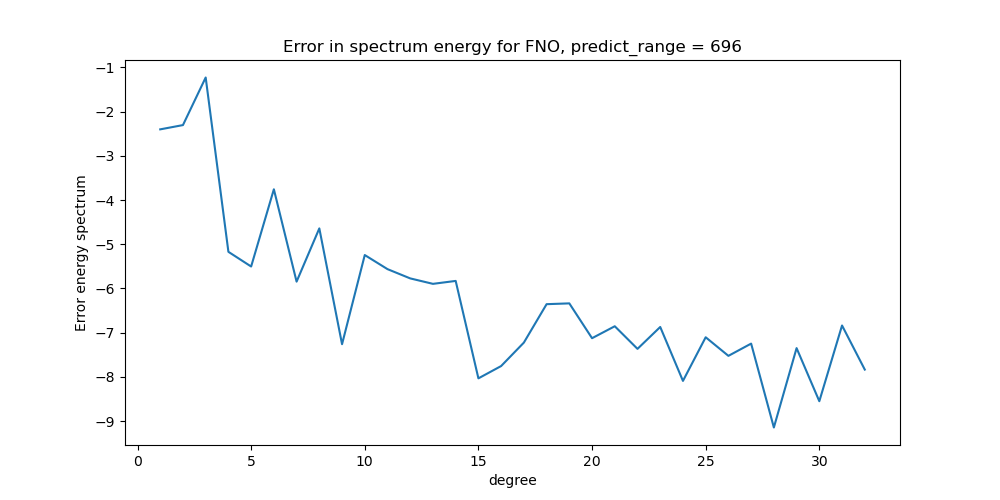 Error in spectrum energy for FNO, predict_range = 696
−1
−2
−3
−4
−5
−6
−7
−8
−9
Error energy spectrum
0 5 10 15 20 25 30
degree